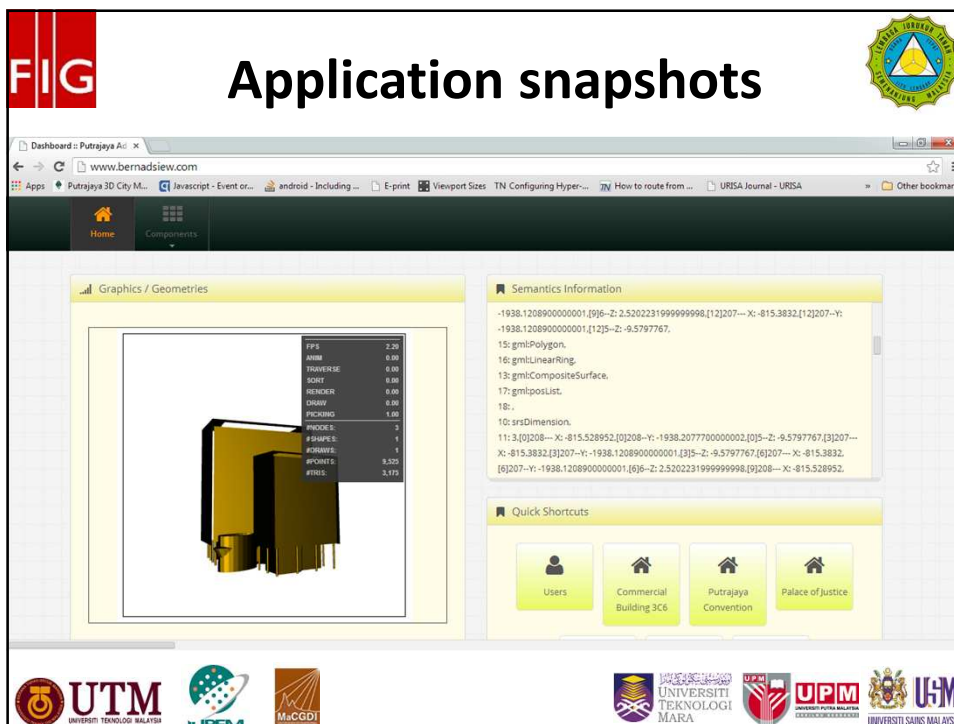 FIG
Application snapshots
LEMBAGA JURUKUR TANAH
SEMENANJUNG MALAYSIA
Dashboard :: Putrajaya Ad
www.bernadsiew.com
Apps Putrajaya 3D City M... Javascript - Event or... android - Including ... E-print Viewport Sizes TN Configuring Hyper-... TN How to route from ... URISA Journal - URISA » Other bookmar
Home Components
Graphics / Geometries
FPS 2.20
ANIM 0.00
TRAVERSE 0.00
SORT 0.00
RENDER 0.00
DRAW 0.00
PICKING 1.00
#NODES: 3
#SHAPES: 1
#DRAWS: 1
#POINTS: 9,525
#TRIS: 3,175
Semantics Information
-1938.1208900000001,[9]6--Z: 2.5202231999999998,[12]207--- X: -815.3832,[12]207--Y:
-1938.1208900000001,[12]5--Z: -9.5797767,
15: gml:Polygon,
16: gml:LinearRing,
13: gml:CompositeSurface,
17: gml:posList,
18: ,
10: srsDimension,
11: 3,[0]208--- X: -815.528952,[0]208--Y: -1938.2077700000002,[0]5--Z: -9.5797767,[3]207---
X: -815.3832,[3]207--Y: -1938.1208900000001,[3]5--Z: -9.5797767,[6]207--- X: -815.3832,
[6]207--Y: -1938.1208900000001,[6]6--Z: 2.5202231999999998,[9]208--- X: -815.528952,
Quick Shortcuts
Users
Commercial
Building 3C6
Putrajaya
Convention
Palace of Justice
UTM
UNIVERSITI TEKNOLOGI MALAYSIA
MaCGDI
UNIVERSITI
TEKNOLOGI
MARA
UPM
UPM
UNIVERSITI PUTRA MALAYSIA
USM
UNIVERSITI SAINS MALAYS